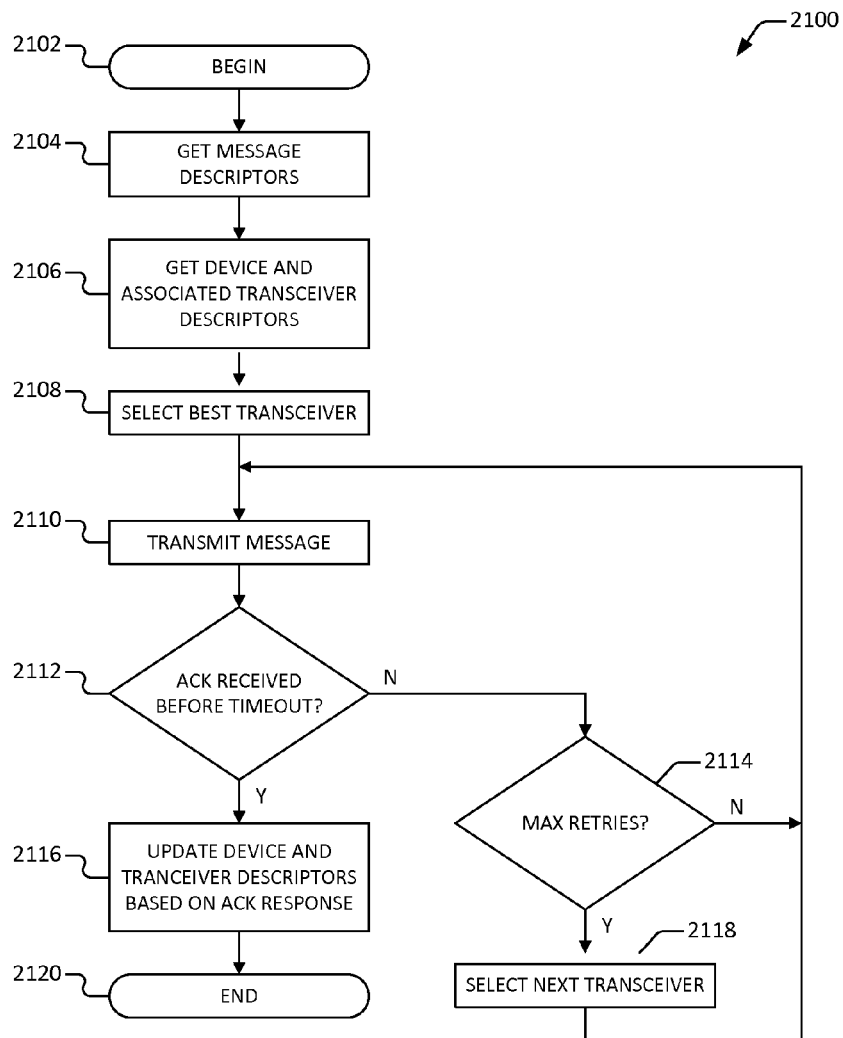 2100
2102
BEGIN
2104
GET MESSAGE
DESCRIPTORS
2106
GET DEVICE AND
ASSOCIATED TRANSCEIVER
DESCRIPTORS
2108
SELECT BEST TRANSCEIVER
2110
TRANSMIT MESSAGE
2112
ACK RECEIVED
BEFORE TIMEOUT?
N
Y
2114
MAX RETRIES?
N
Y
2116
UPDATE DEVICE AND
TRANCEIVER DESCRIPTORS
BASED ON ACK RESPONSE
2118
SELECT NEXT TRANSCEIVER
2120
END